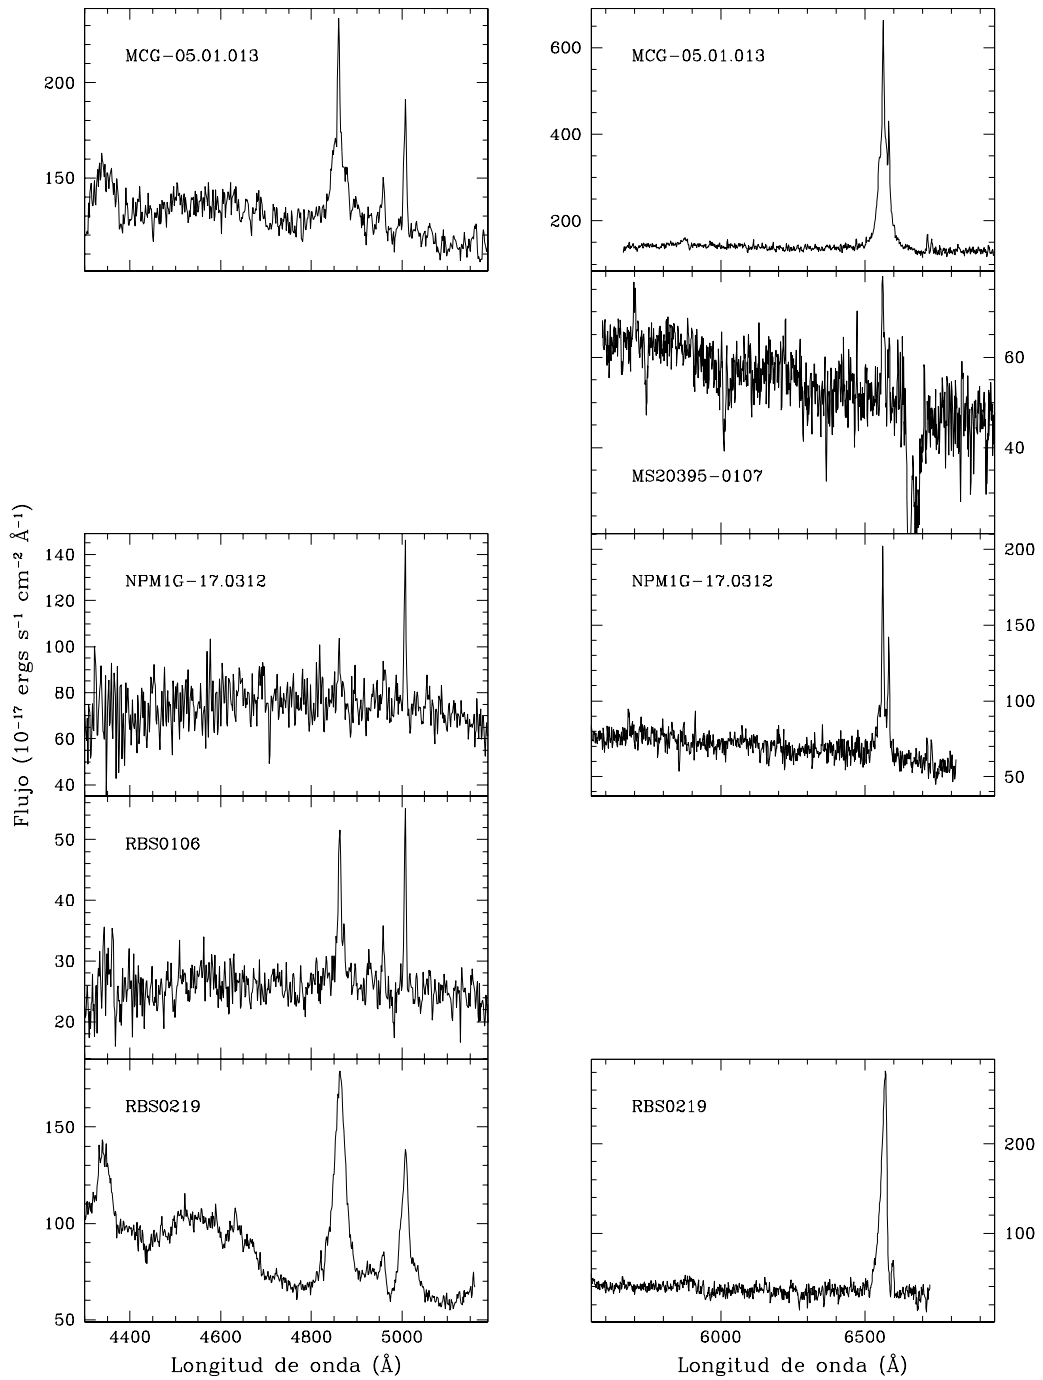 MCG-05.01.013
200
150
MCG-05.01.013
600
400
200
MS20395-0107
60
40
Flujo (10⁻¹⁷ ergs s⁻¹ cm⁻² Å⁻¹)
NPM1G-17.0312
140
120
100
80
60
40
NPM1G-17.0312
200
150
100
50
RBS0106
50
40
30
20
RBS0219
150
100
50
4400 4600 4800 5000
Longitud de onda (Å)
RBS0219
200
100
6000 6500
Longitud de onda (Å)